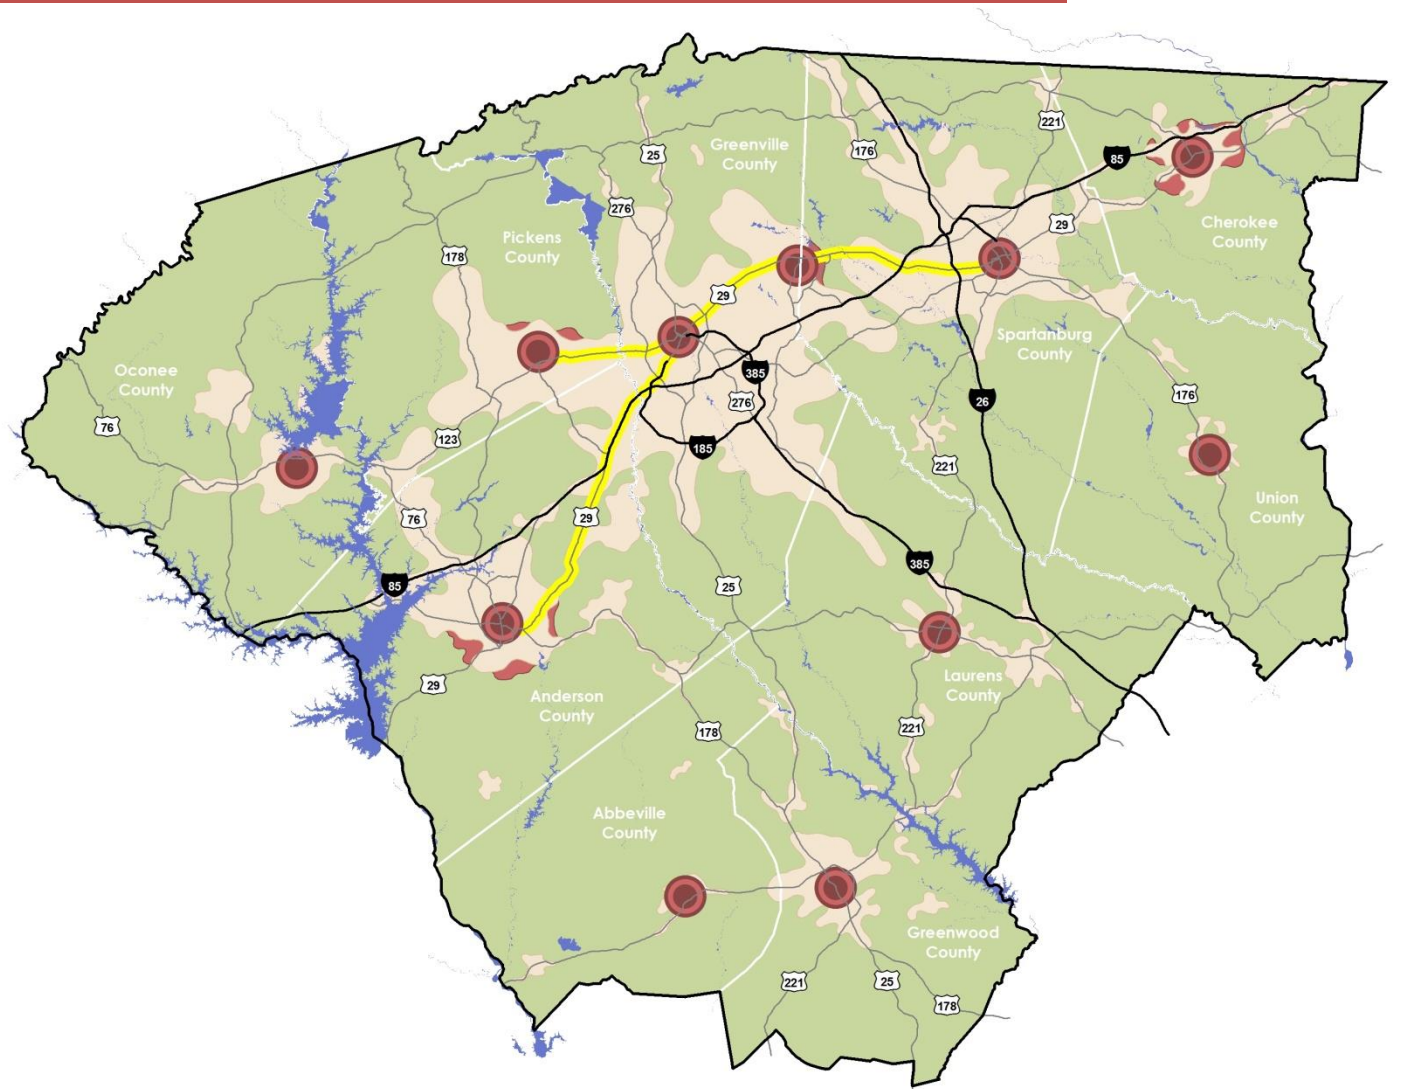 221
Greenville
County
176
25
85
276
Cherokee
County
29
Pickens
County
178
29
Spartanburg
County
Oconee
County
385
176
276
26
76
123
185
221
Union
County
29
76
385
85
25
29
Anderson
County
Laurens
County
178
221
Abbeville
County
Greenwood
County
221
25
178